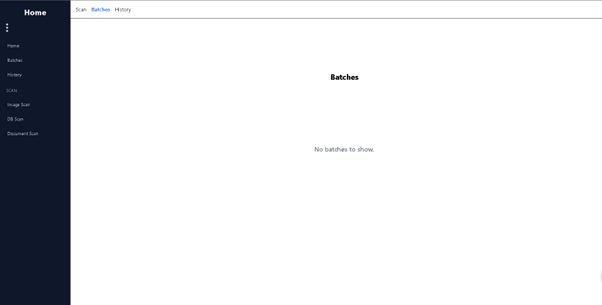 Home
Home
Batches
History
SCAN
Image Scan
DB Scan
Document Scan
Scan Batches History
Batches
No batches to show.